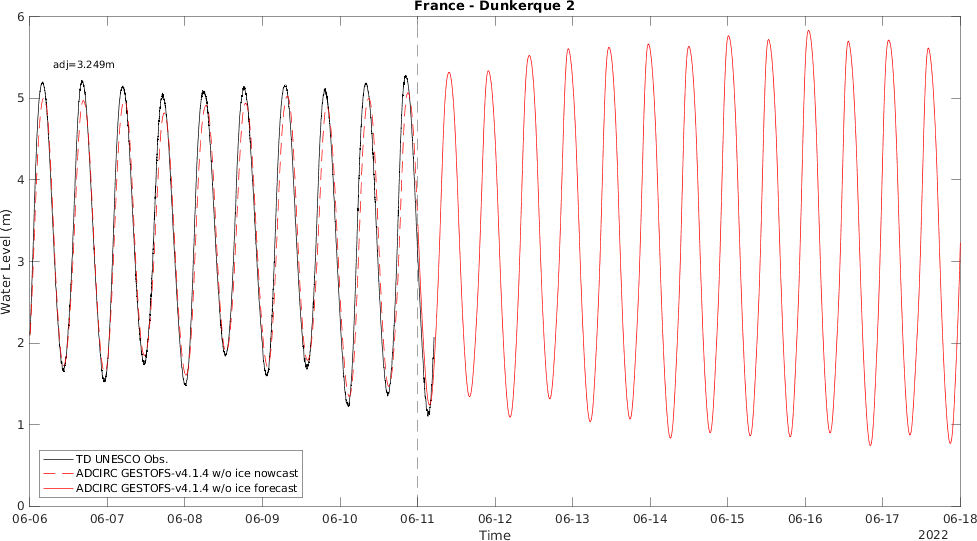 France - Dunkerque 2
6
adj=3.249m
5
4
3
2
1
0
Water Level (m)
TD UNESCO Obs.
ADCIRC GESTOFS-v4.1.4 w/o ice nowcast
ADCIRC GESTOFS-v4.1.4 w/o ice forecast
06-06 06-07 06-08 06-09 06-10 06-11 06-12 06-13 06-14 06-15 06-16 06-17 06-18
Time
2022